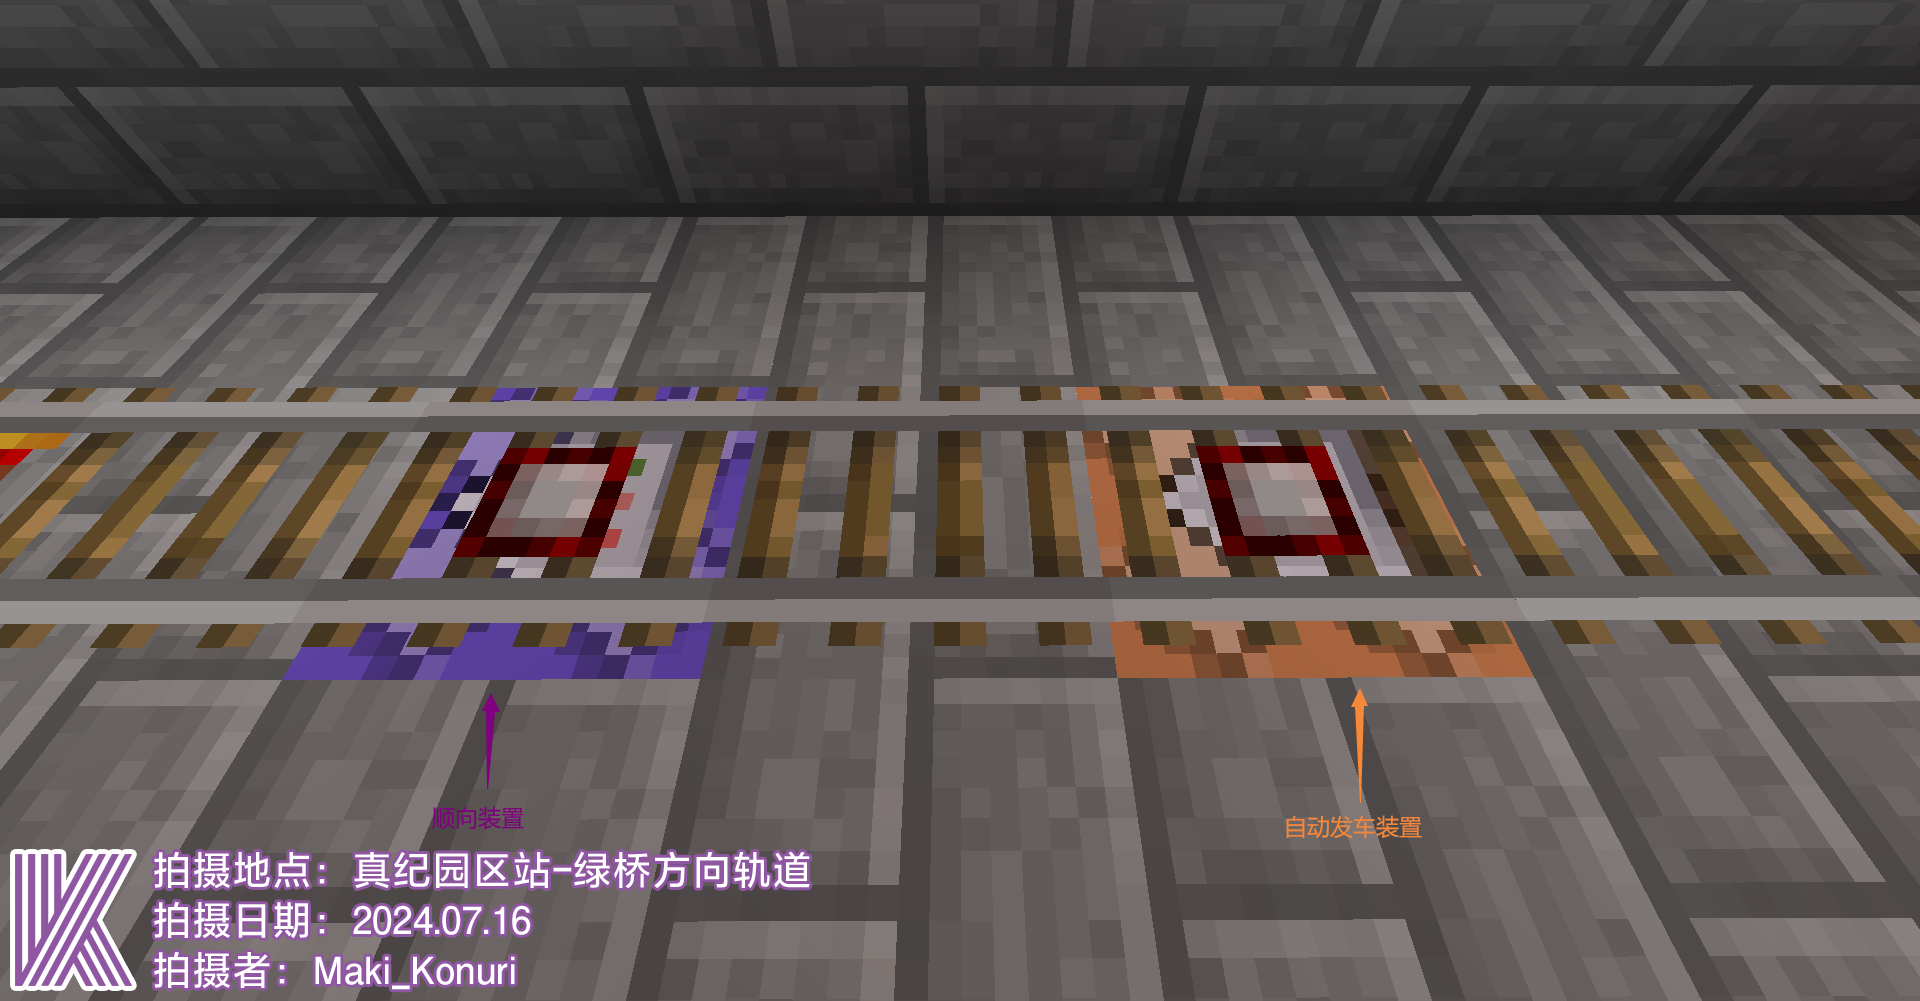 顺向装置
自动发车装置
拍摄地点：真纪园区站-绿桥方向轨道
拍摄日期：2024.07.16
拍摄者：Maki_Konuri